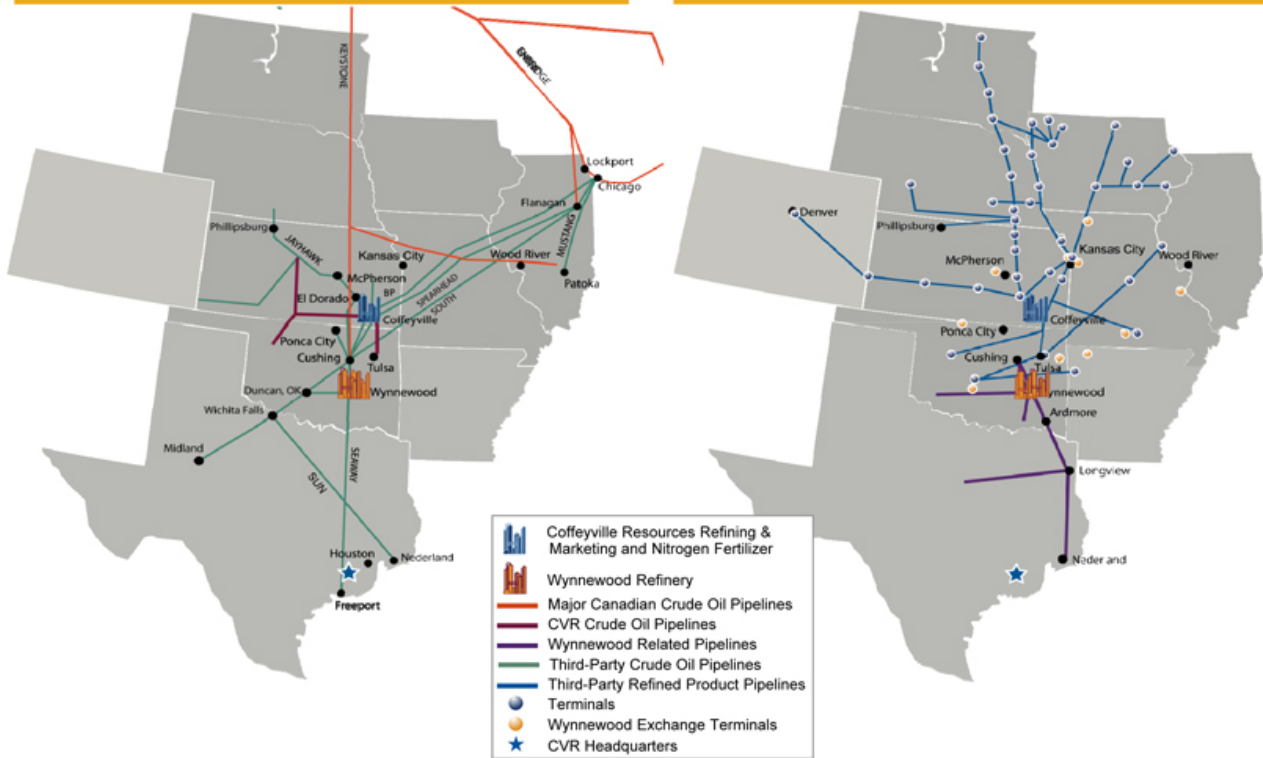 KEYSTONE
Lockport
Chicago
Flanagan
MUSTANG
Phillipsburg
JAYHAWK
Kansas City
Wood River
McPherson
Patoka
BP
SPEARHEAD
El Dorado
SOUTH
Coffeyville
Ponca City
Cushing
Tulsa
Duncan, OK
Wynnewood
Wichita Falls
Midland
SEAWAY
SUN
Houston
Nederland
Freeport
Denver
Phillipsburg
Kansas City
McPherson
Wood River
Coffeyville
Ponca City
Cushing
Tulsa
ynnewood
Ardmore
Longview
Neder and
Coffeyville Resources Refining &
Marketing and Nitrogen Fertilizer
Wynnewood Refinery
Major Canadian Crude Oil Pipelines
CVR Crude Oil Pipelines
Wynnewood Related Pipelines
Third-Party Crude Oil Pipelines
Third-Party Refined Product Pipelines
Terminals
Wynnewood Exchange Terminals
CVR Headquarters